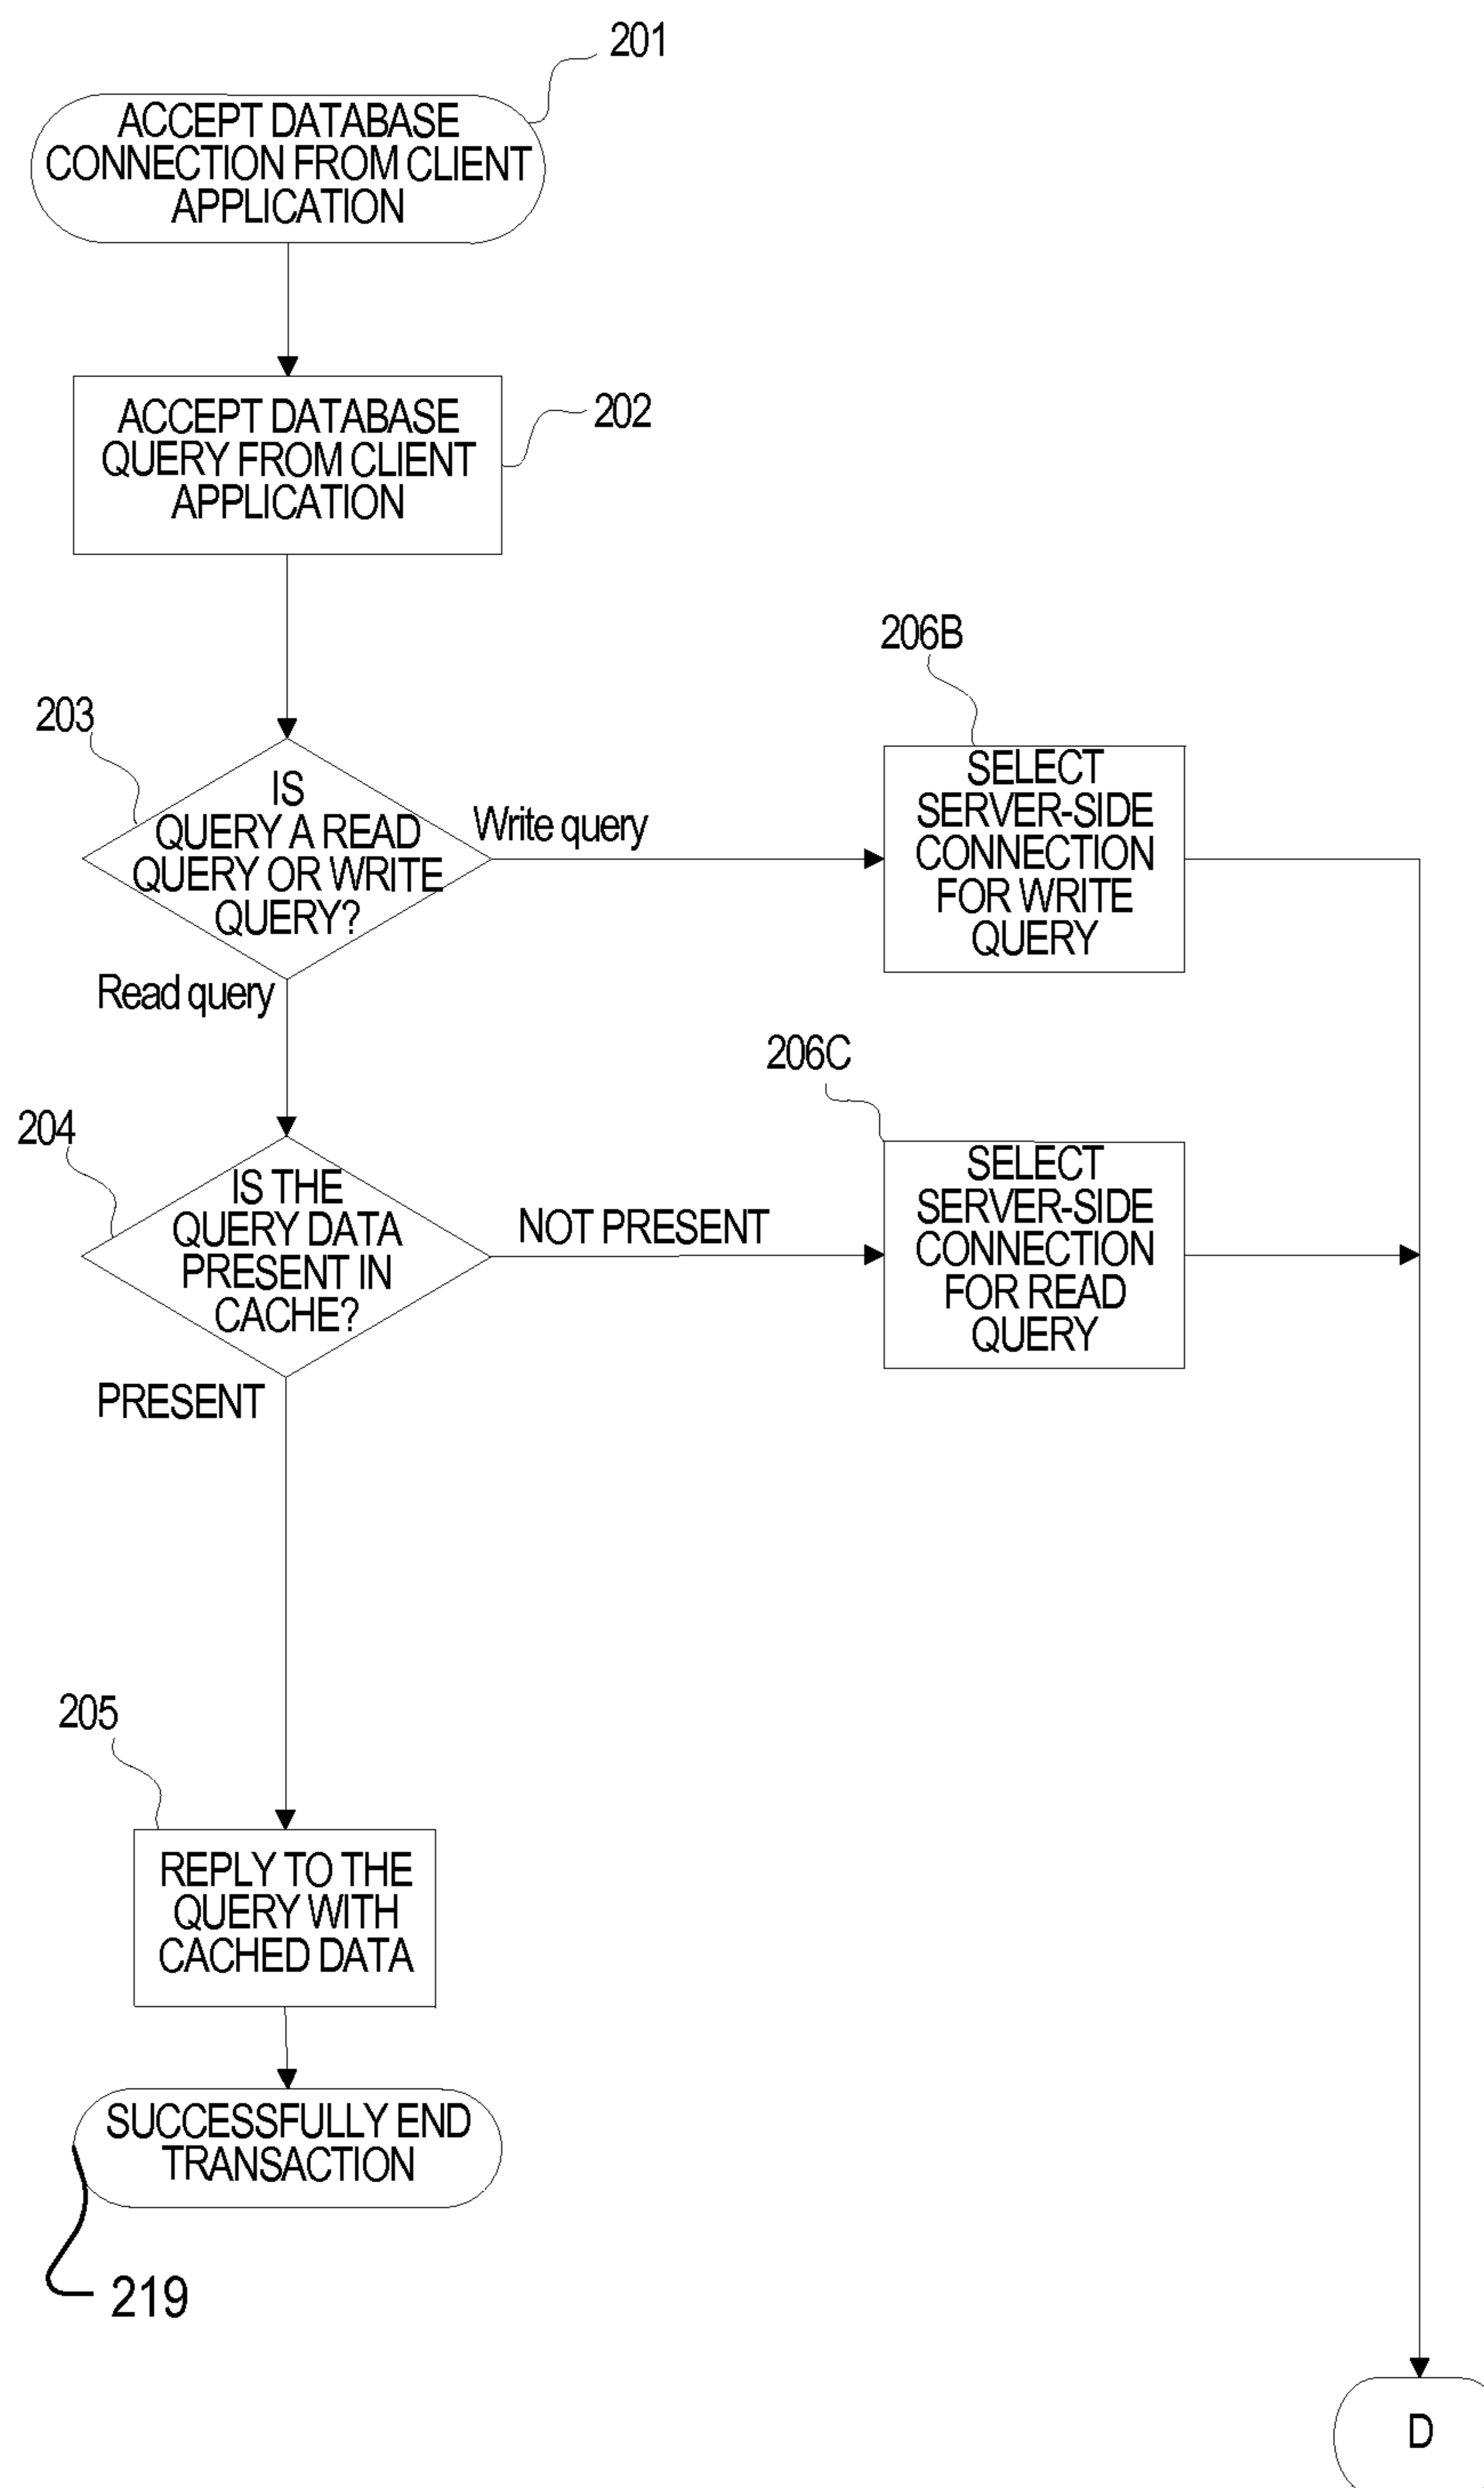 201
ACCEPT DATABASE
CONNECTION FROM CLIENT
APPLICATION
ACCEPT DATABASE
QUERY FROM CLIENT
APPLICATION
202
206B
203
IS
QUERY A READ
QUERY OR WRITE
QUERY?
Write query
SELECT
SERVER-SIDE
CONNECTION
FOR WRITE
QUERY
Read query
206C
204
IS THE
QUERY DATA
PRESENT IN
CACHE?
NOT PRESENT
SELECT
SERVER-SIDE
CONNECTION
FOR READ
QUERY
PRESENT
205
REPLY TO THE
QUERY WITH
CACHED DATA
SUCCESSFULLY END
TRANSACTION
219
D